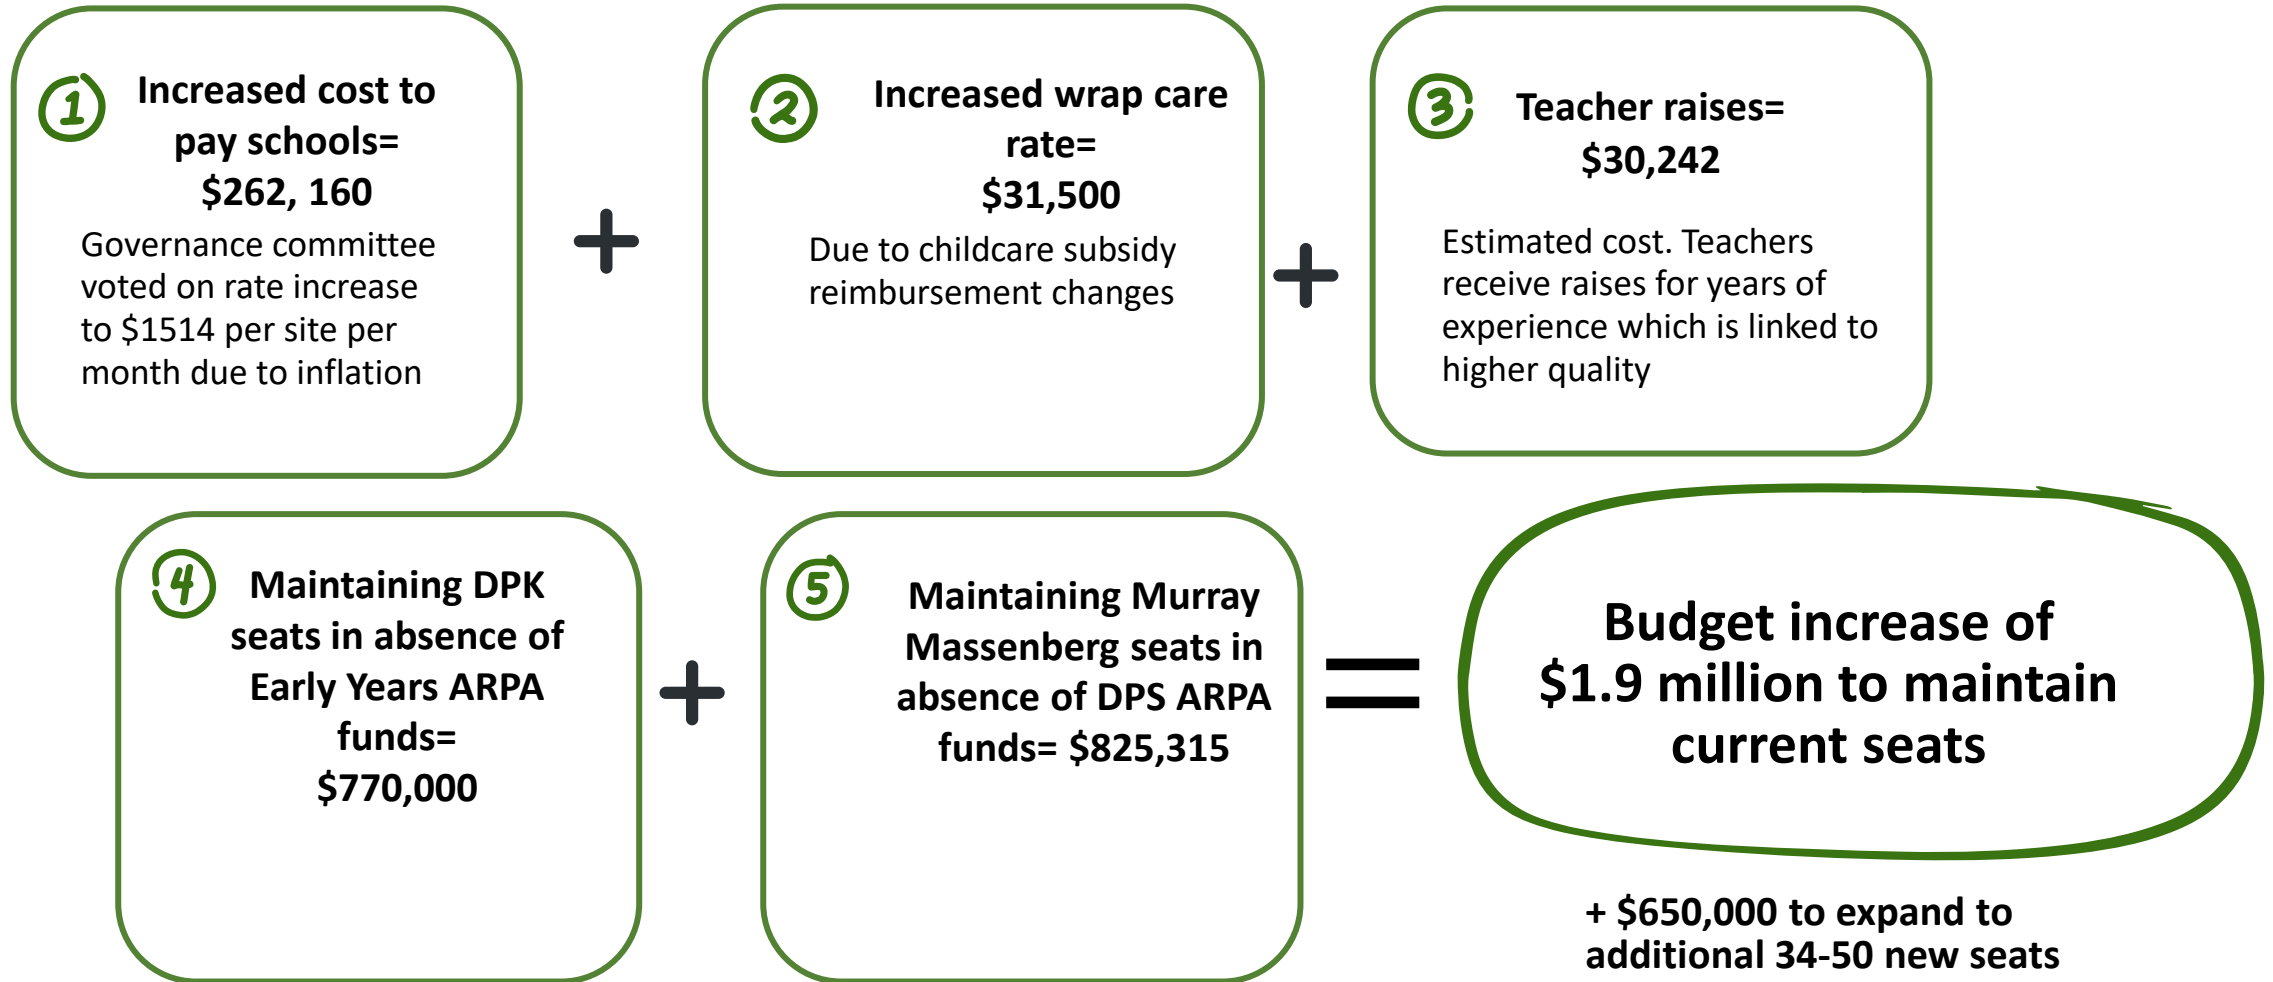 1
Increased cost to
pay schools=
$262, 160
Governance committee
voted on rate increase
to $1514 per site per
month due to inflation
+
2
Increased wrap care
rate=
$31,500
Due to childcare subsidy
reimbursement changes
+
3
Teacher raises=
$30,242
Estimated cost. Teachers
receive raises for years of
experience which is linked to
higher quality
4
Maintaining DPK
seats in absence of
Early Years ARPA
funds=
$770,000
+
5
Maintaining Murray
Massenberg seats in
absence of DPS ARPA
funds= $825,315
=
Budget increase of
$1.9 million to maintain
current seats
+ $650,000 to expand to
additional 34-50 new seats